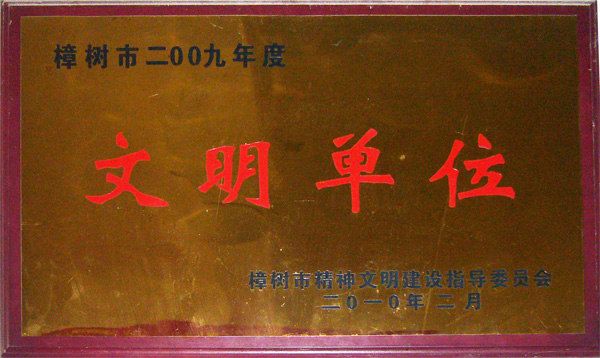 樟树市二00九年度
文明单位
樟树市精神文明建设指导委员会
二0一0年二月